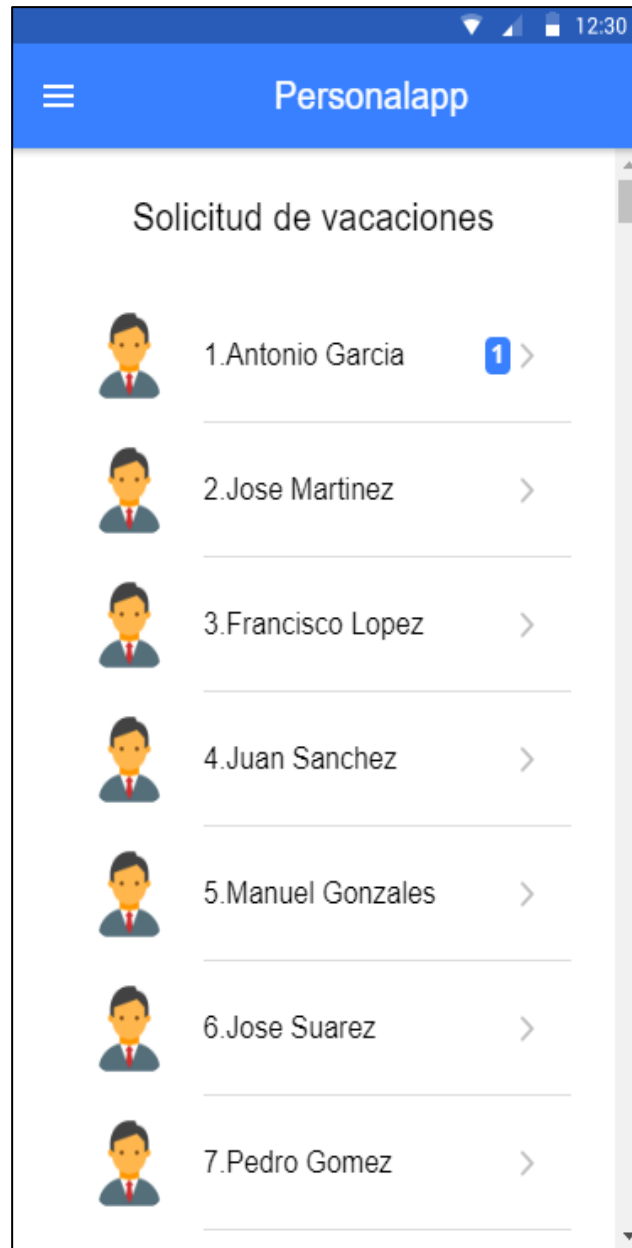 12:30
Personalapp
Solicitud de vacaciones
1.Antonio Garcia 1
2.Jose Martinez
3.Francisco Lopez
4.Juan Sanchez
5.Manuel Gonzales
6.Jose Suarez
7.Pedro Gomez